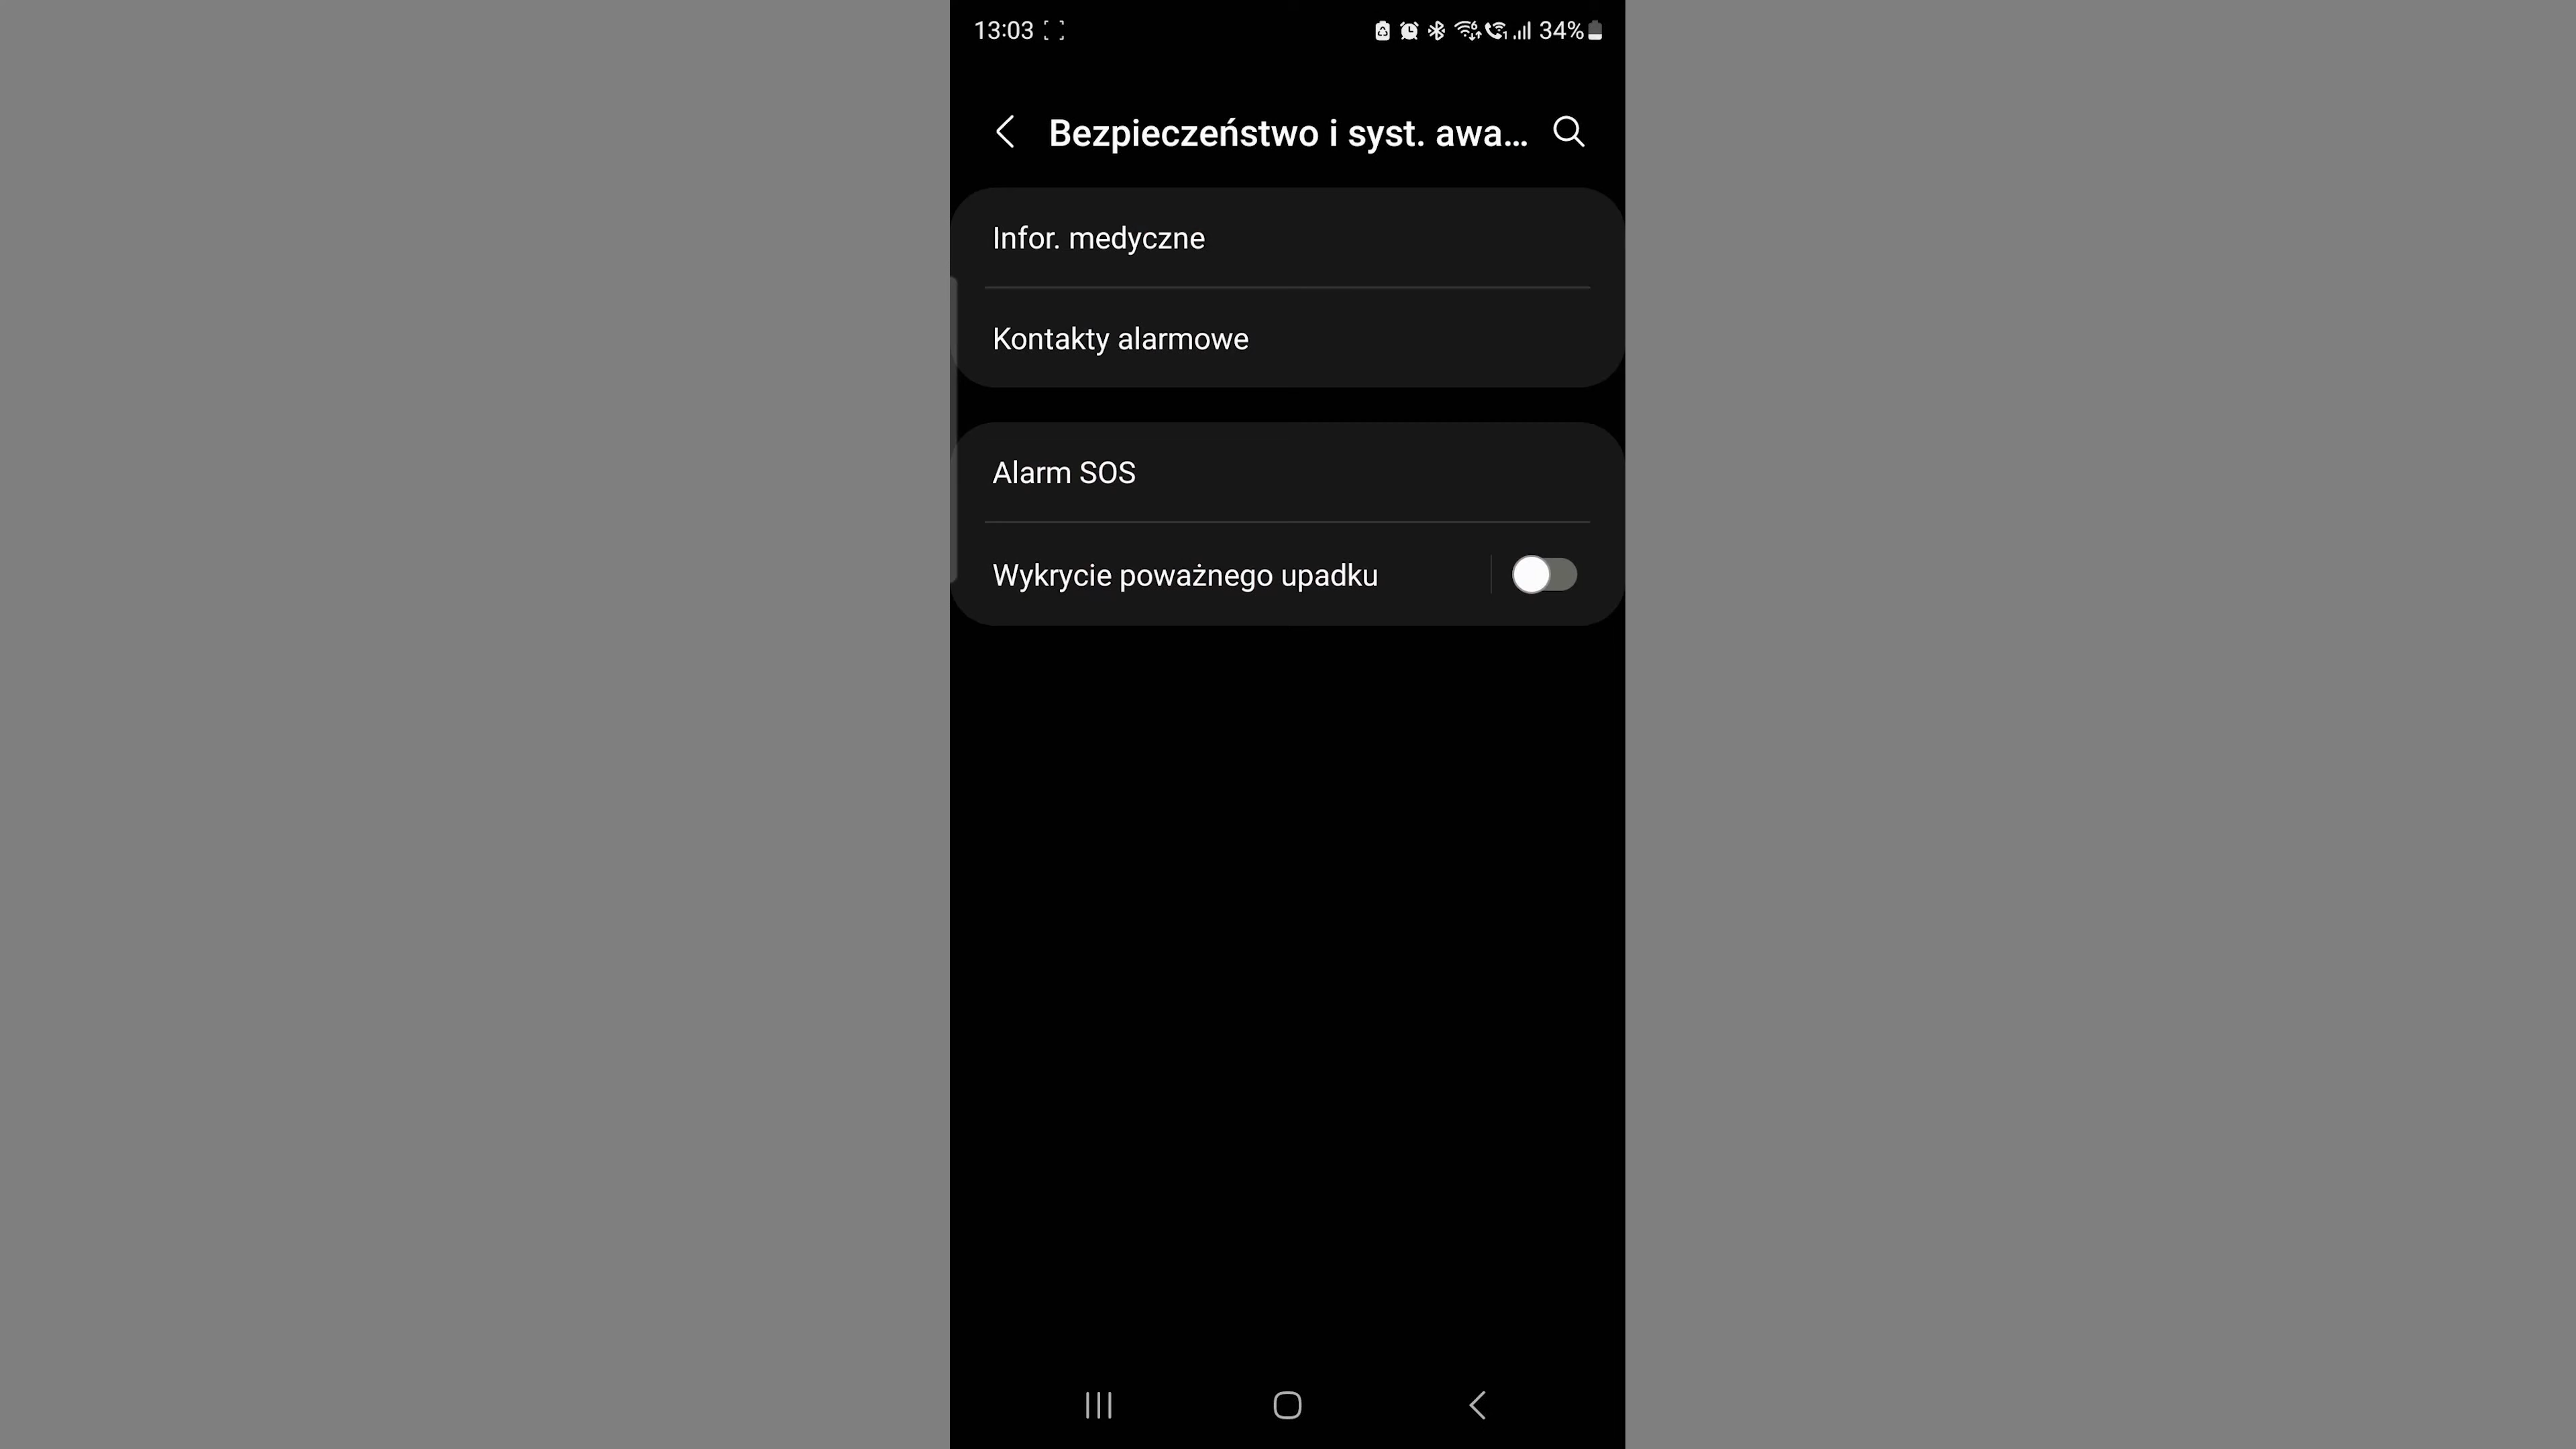 13:03 34%
Bezpieczeństwo i syst. awa...
Infor. medyczne
Kontakty alarmowe
Alarm SOS
Wykrycie poważnego upadku